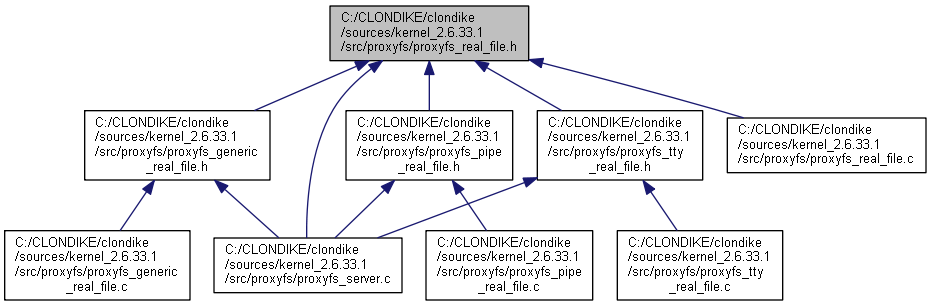 C:/CLONDIKE/clondike
/sources/kernel_2.6.33.1
/src/proxyfs/proxyfs_real_file.h
C:/CLONDIKE/clondike
/sources/kernel_2.6.33.1
/src/proxyfs/proxyfs_generic
_real_file.h
C:/CLONDIKE/clondike
/sources/kernel_2.6.33.1
/src/proxyfs/proxyfs_pipe
_real_file.h
C:/CLONDIKE/clondike
/sources/kernel_2.6.33.1
/src/proxyfs/proxyfs_tty
_real_file.h
C:/CLONDIKE/clondike
/sources/kernel_2.6.33.1
/src/proxyfs/proxyfs_real_file.c
C:/CLONDIKE/clondike
/sources/kernel_2.6.33.1
/src/proxyfs/proxyfs_generic
_real_file.c
C:/CLONDIKE/clondike
/sources/kernel_2.6.33.1
/src/proxyfs/proxyfs_server.c
C:/CLONDIKE/clondike
/sources/kernel_2.6.33.1
/src/proxyfs/proxyfs_pipe
_real_file.c
C:/CLONDIKE/clondike
/sources/kernel_2.6.33.1
/src/proxyfs/proxyfs_tty
_real_file.c